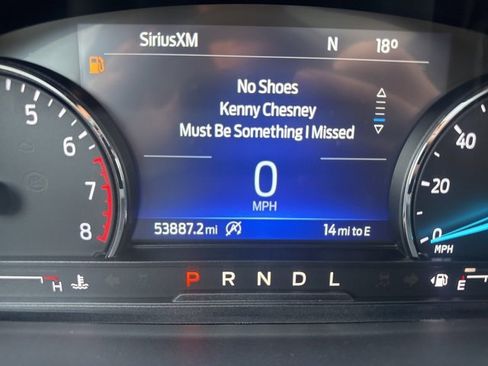 SiriusXM N 18°
No Shoes
Kenny Chesney
Must Be Something I Missed
0
MPH
53887.2 mi 14 mi to E
6
7
8
40
20
0
MPH
H P R N D L E